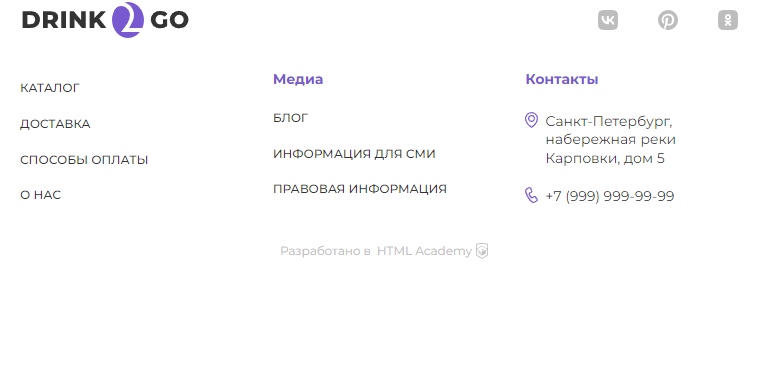 DRINK 2 GO
КАТАЛОГ
ДОСТАВКА
СПОСОБЫ ОПЛАТЫ
О НАС
Медиа
БЛОГ
ИНФОРМАЦИЯ ДЛЯ СМИ
ПРАВОВАЯ ИНФОРМАЦИЯ
Контакты
Санкт-Петербург,
набережная реки
Карповки, дом 5
+7 (999) 999-99-99
Разработано в HTML Academy